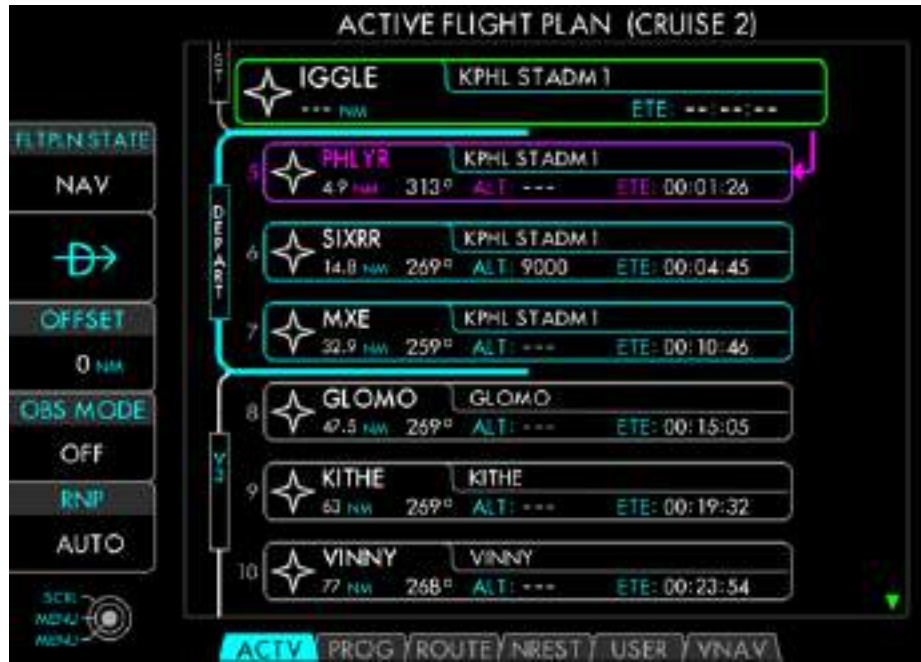 ACTIVE FLIGHT PLAN (CRUISE 2)
IST
IGGLE KPHL STADM1
--- NM ETE: --:--:--
FLTPLN STATE
NAV
D
OFFSET
0 NM
OBS MODE
OFF
RNP
AUTO
SCRL
MENU
MENU
DEPART
5 PHLYR KPHL STADM1
4.9 NM 313° ALT: --- ETE: 00:01:26
6 SIXRR KPHL STADM1
14.8 NM 269° ALT: 9000 ETE: 00:04:45
7 MXE KPHL STADM1
32.9 NM 259° ALT: --- ETE: 00:10:46
V3
8 GLOMO GLOMO
47.5 NM 269° ALT: --- ETE: 00:15:05
9 KITHE KITHE
63 NM 269° ALT: --- ETE: 00:19:32
10 VINNY VINNY
77 NM 268° ALT: --- ETE: 00:23:54
ACTV PROG ROUTE NREST USER VNAV